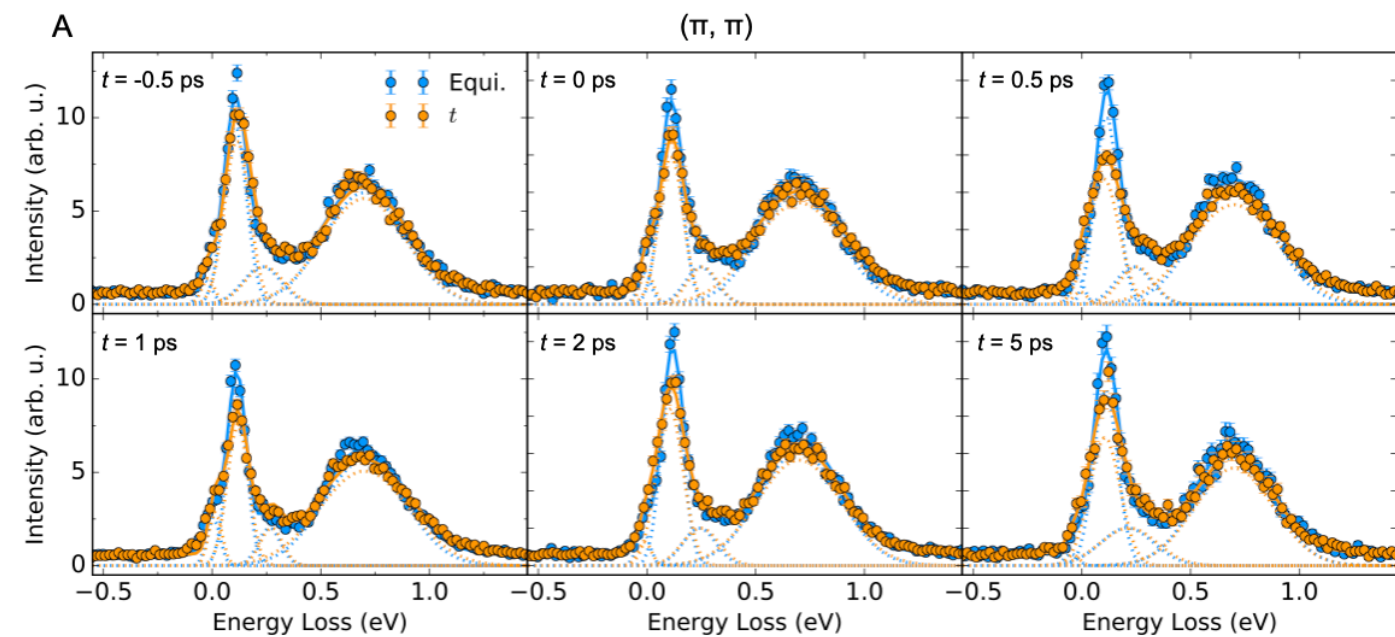 A
(π, π)
t = -0.5 ps
Equi.
t
t = 0 ps
t = 0.5 ps
Intensity (arb. u.)
10
5
0
t = 1 ps
t = 2 ps
t = 5 ps
Intensity (arb. u.)
10
5
0
−0.5 0.0 0.5 1.0 −0.5 0.0 0.5 1.0 −0.5 0.0 0.5 1.0
Energy Loss (eV) Energy Loss (eV) Energy Loss (eV)